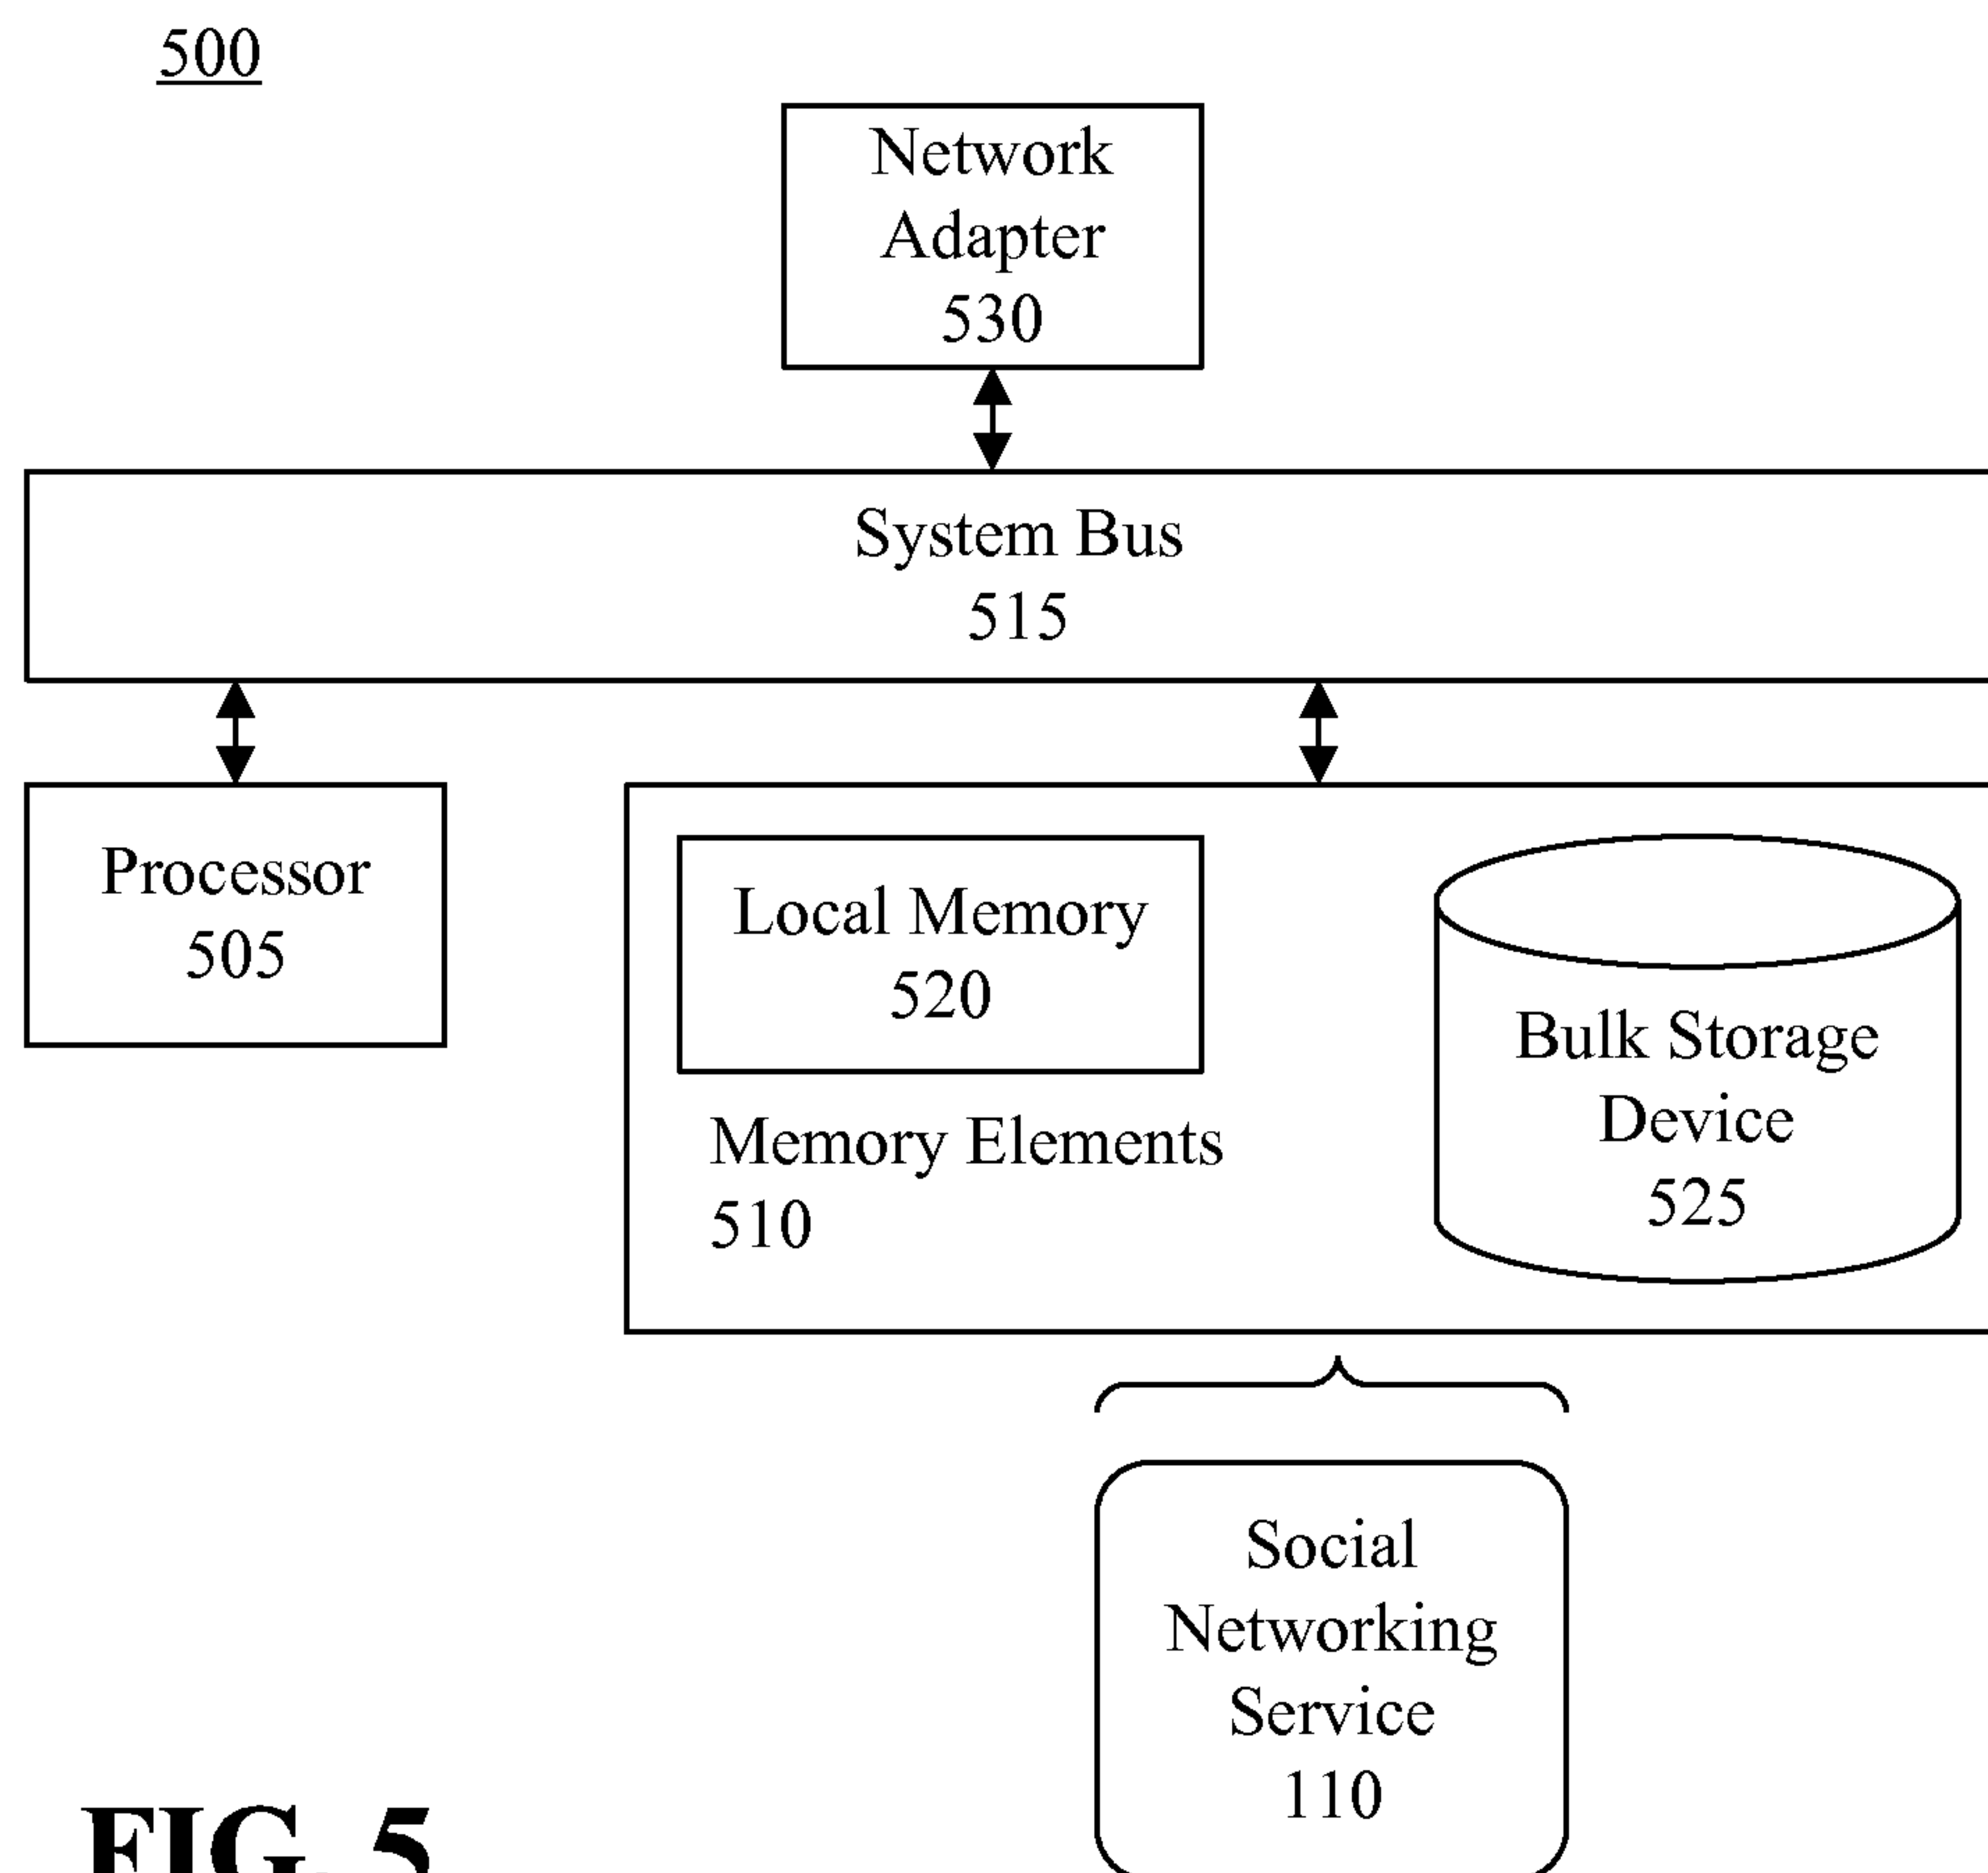 500
Network
Adapter
530
System Bus
515
Processor
505
Local Memory
520
Memory Elements
510
Bulk Storage
Device
525
Social
Networking
Service
110
FIG. 5